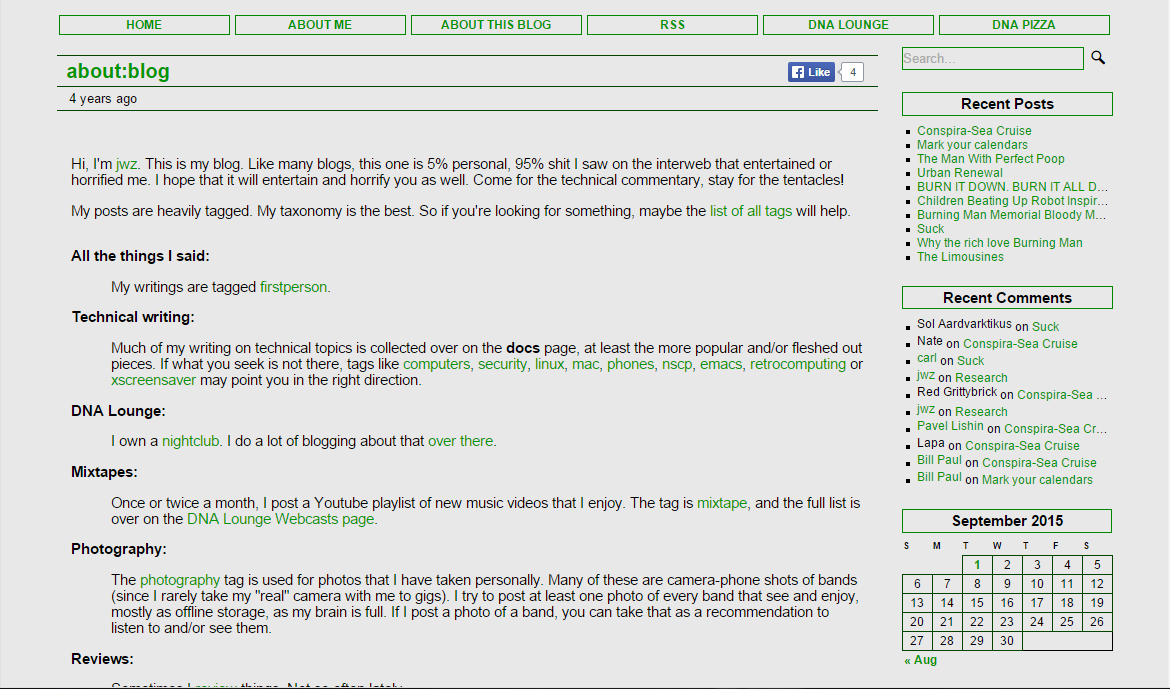 HOME ABOUT ME ABOUT THIS BLOG RSS DNA LOUNGE DNA PIZZA
about:blog
Like 4
4 years ago
Hi, I'm jwz. This is my blog. Like many blogs, this one is 5% personal, 95% shit I saw on the interweb that entertained or
horrified me. I hope that it will entertain and horrify you as well. Come for the technical commentary, stay for the tentacles!
My posts are heavily tagged. My taxonomy is the best. So if you're looking for something, maybe the list of all tags will help.
All the things I said:
My writings are tagged firstperson.
Technical writing:
Much of my writing on technical topics is collected over on the docs page, at least the more popular and/or fleshed out
pieces. If what you seek is not there, tags like computers, security, linux, mac, phones, nscp, emacs, retrocomputing or
xscreensaver may point you in the right direction.
DNA Lounge:
I own a nightclub. I do a lot of blogging about that over there.
Mixtapes:
Once or twice a month, I post a Youtube playlist of new music videos that I enjoy. The tag is mixtape, and the full list is
over on the DNA Lounge Webcasts page.
Photography:
The photography tag is used for photos that I have taken personally. Many of these are camera-phone shots of bands
(since I rarely take my "real" camera with me to gigs). I try to post at least one photo of every band that see and enjoy,
mostly as offline storage, as my brain is full. If I post a photo of a band, you can take that as a recommendation to
listen to and/or see them.
Reviews:
Sometimes I review things. Not so often lately.
Search...
Recent Posts
Conspira-Sea Cruise
Mark your calendars
The Man With Perfect Poop
Urban Renewal
BURN IT DOWN. BURN IT ALL D...
Children Beating Up Robot Inspir...
Burning Man Memorial Bloody M...
Suck
Why the rich love Burning Man
The Limousines
Recent Comments
Sol Aardvarktikus on Suck
Nate on Conspira-Sea Cruise
carl on Suck
jwz on Research
Red Grittybrick on Conspira-Sea ...
jwz on Research
Pavel Lishin on Conspira-Sea Cr...
Lapa on Conspira-Sea Cruise
Bill Paul on Conspira-Sea Cruise
Bill Paul on Mark your calendars
September 2015
S M T W T F S
1 2 3 4 5
6 7 8 9 10 11 12
13 14 15 16 17 18 19
20 21 22 23 24 25 26
27 28 29 30
« Aug